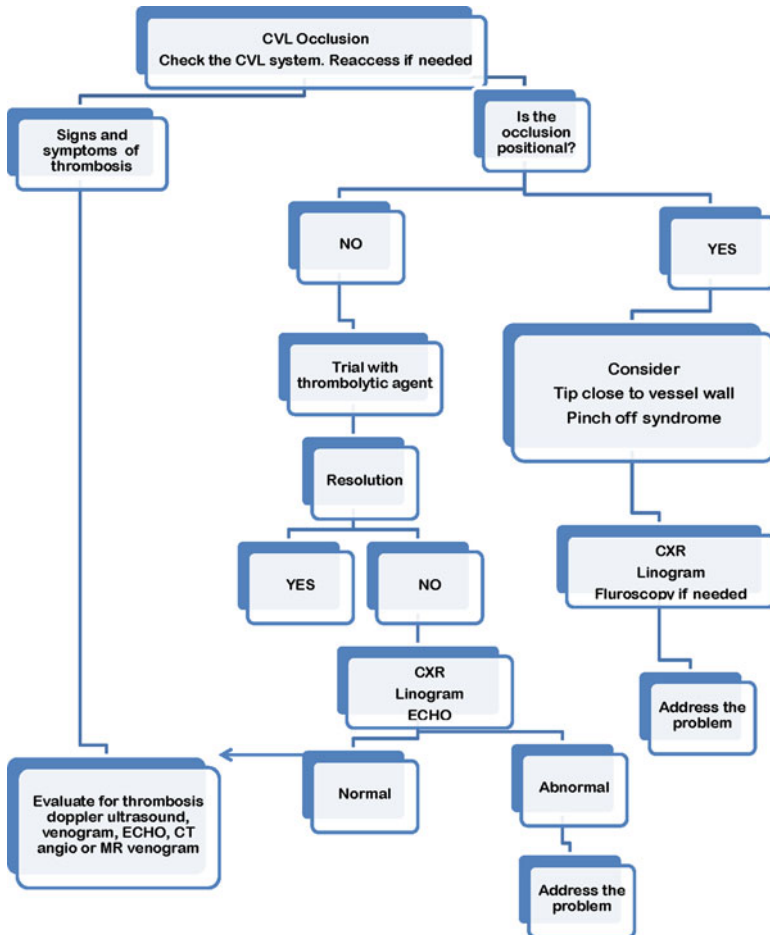 CVL Occlusion
Check the CVL system. Reaccess if needed
Signs and
symptoms of
thrombosis
Is the
occlusion
positional?
NO
YES
Trial with
thrombolytic agent
Consider
Tip close to vessel wall
Pinch off syndrome
Resolution
YES
NO
CXR
Linogram
Fluroscopy if needed
CXR
Linogram
ECHO
Address the
problem
Evaluate for thrombosis
doppler ultrasound,
venogram, ECHO, CT
angio or MR venogram
Normal
Abnormal
Address the
problem